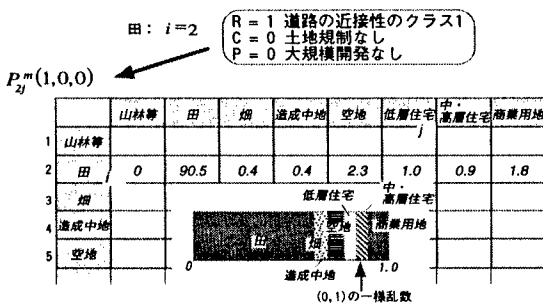 田： i=2
R = 1 道路の近接性のクラス1
C = 0 土地規制なし
P = 0 大規模開発なし
P2jm(1,0,0)
山林等 田 畑 造成中地 空地 低層住宅 j 中・高層住宅 商業用地
1 山林等
2 田 i 0 90.5 0.4 0.4 2.3 1.0 0.9 1.8
3 畑
4 造成中地
5 空地
低層住宅 中・高層住宅
田 畑 空地 商業用地
0 1.0
造成中地
(0,1)の一様乱数